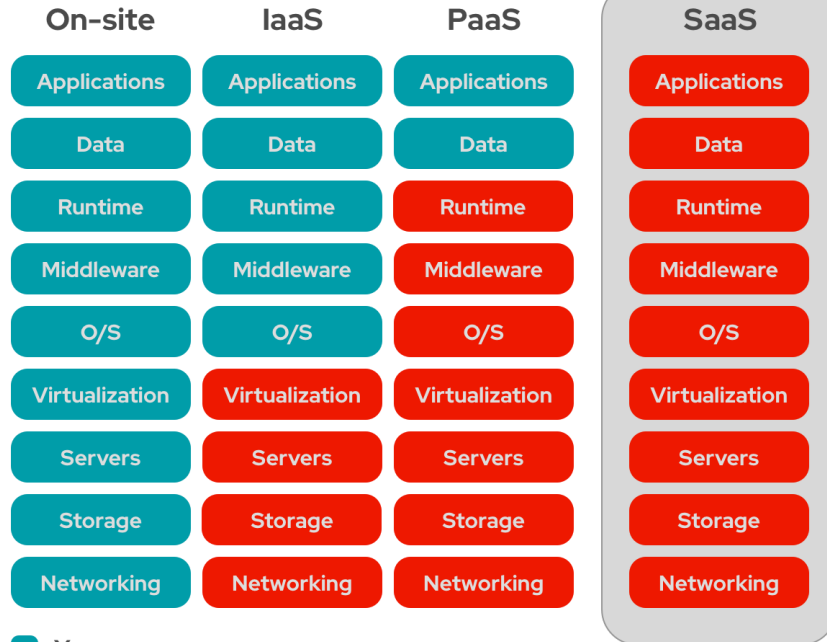 On-site IaaS PaaS SaaS
Applications Applications Applications Applications
Data Data Data Data
Runtime Runtime Runtime Runtime
Middleware Middleware Middleware Middleware
O/S O/S O/S O/S
Virtualization Virtualization Virtualization Virtualization
Servers Servers Servers Servers
Storage Storage Storage Storage
Networking Networking Networking Networking